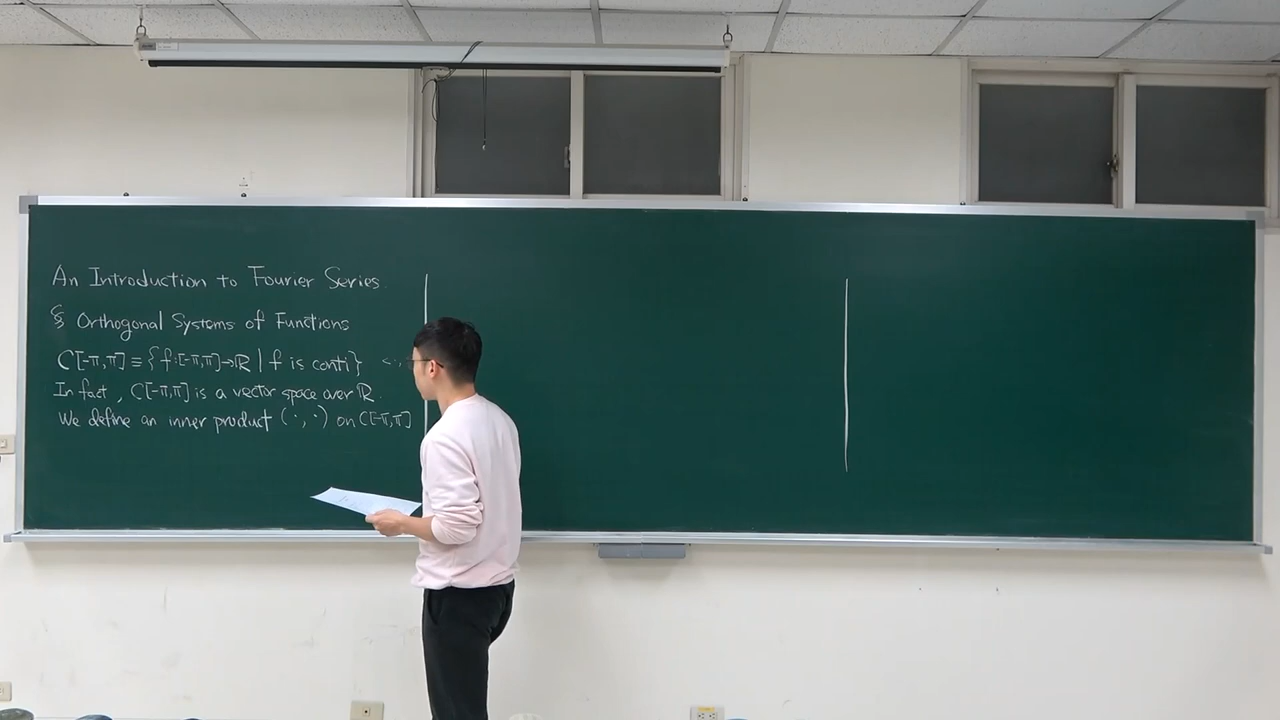 An Introduction to Fourier Series.
§ Orthogonal Systems of Functions
C[-π,π] ≡ {f:[-π,π]→ℝ | f is conti} <·,
In fact, C[-π,π] is a vector space over ℝ.
We define an inner product (·,·) on C[-π,π]